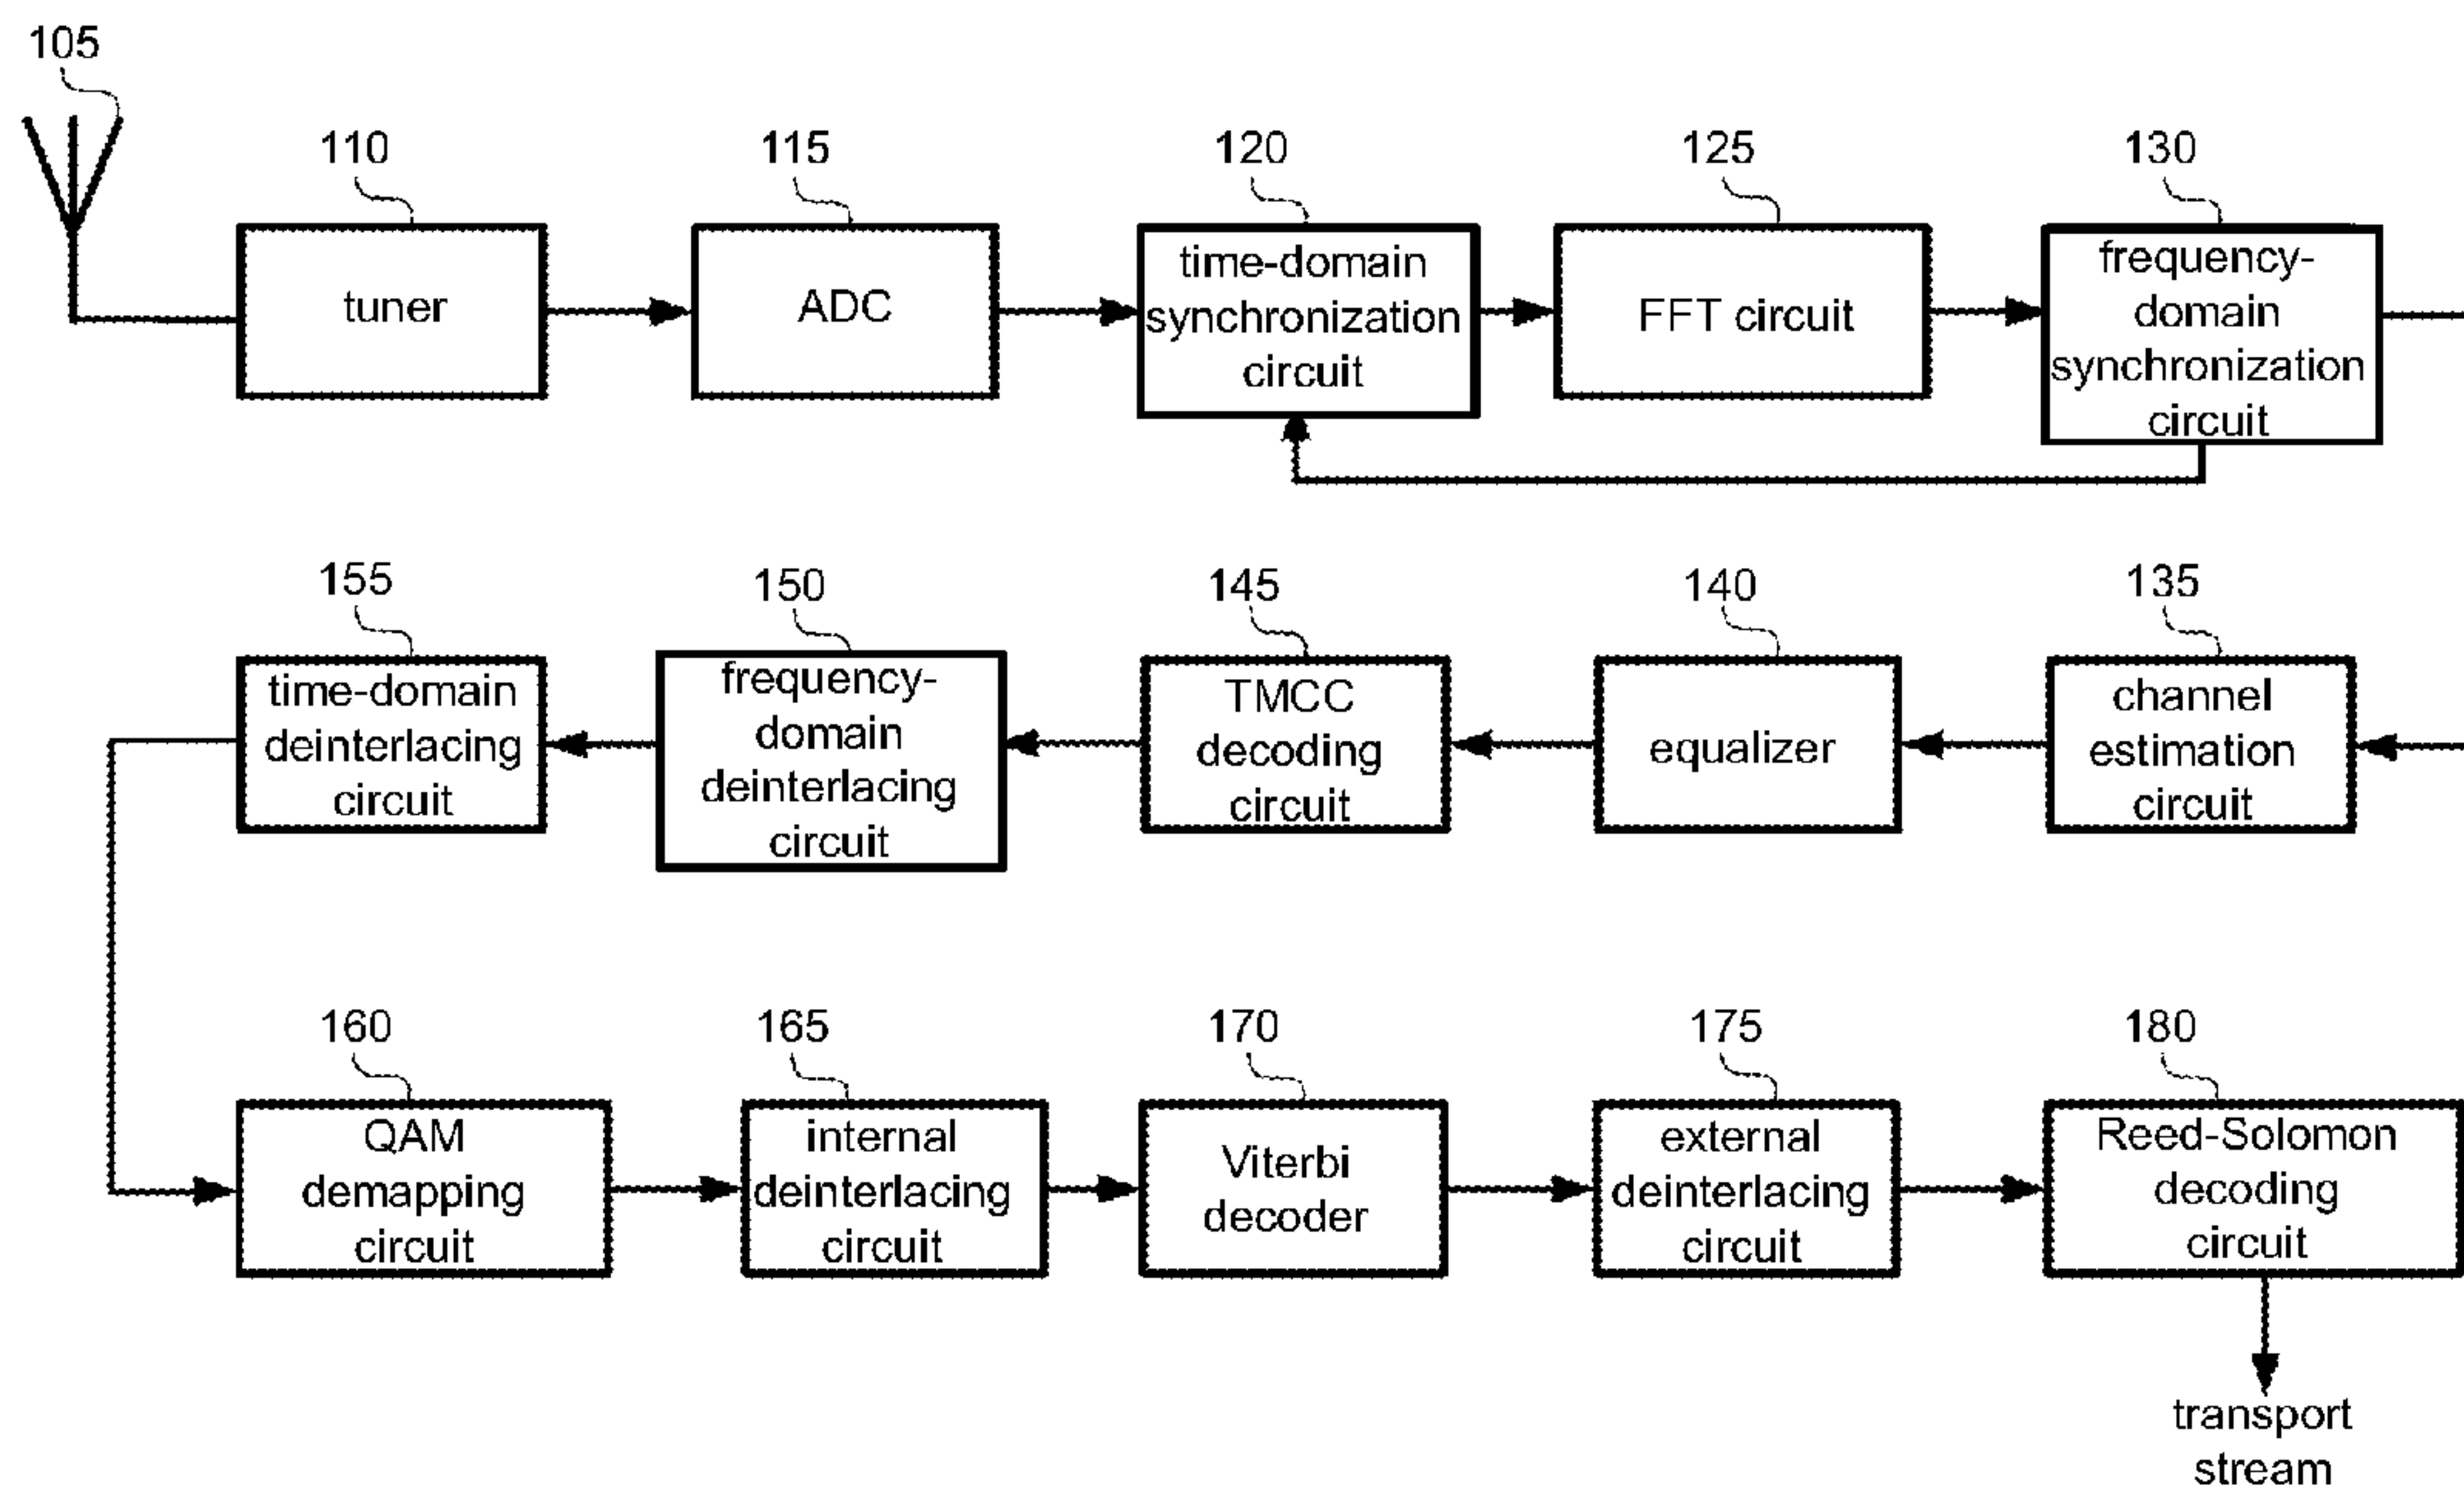 105
110
115
120
125
130
tuner
ADC
time-domain
synchronization
circuit
FFT circuit
frequency-
domain
synchronization
circuit
155
150
145
140
135
time-domain
deinterlacing
circuit
frequency-
domain
deinterlacing
circuit
TMCC
decoding
circuit
equalizer
channel
estimation
circuit
160
165
170
175
180
QAM
demapping
circuit
internal
deinterlacing
circuit
Viterbi
decoder
external
deinterlacing
circuit
Reed-Solomon
decoding
circuit
transport
stream